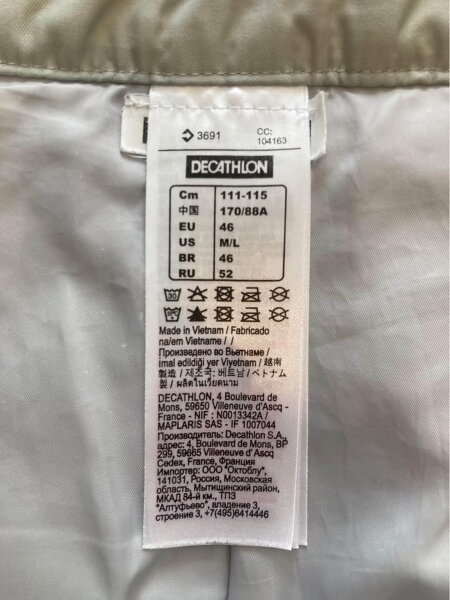 3691
CC:
104163
DECATHLON
Cm 111-115
中国 170/88A
EU 46
US M/L
BR 46
RU 52
30
Made in Vietnam / Fabricado
na/em Vietname / /
Произведено во Вьетнаме /
imal edildiği yer Viyetnam / 越南
製造 / 제조국: 베트남 / ベトナム
製 / ผลิตในเวียดนาม
DECATHLON, 4 Boulevard de
Mons, 59650 Villeneuve d'Ascq -
France - NIF : N0013342A /
MAPLARIS SAS - IF 1007044
Производитель: Decathlon S.A.,
адрес: 4, Boulevard de Mons, BP
299, 59665 Villeneuve d'Ascq
Cedex, France, Франция
Импортер: ООО "Октоблу",
141031, Россия, Московская
область, Мытищинский район,
МКАД 84-й км., ТПЗ
"Алтуфьево", владение 3,
строение 3, +7(495)6414446